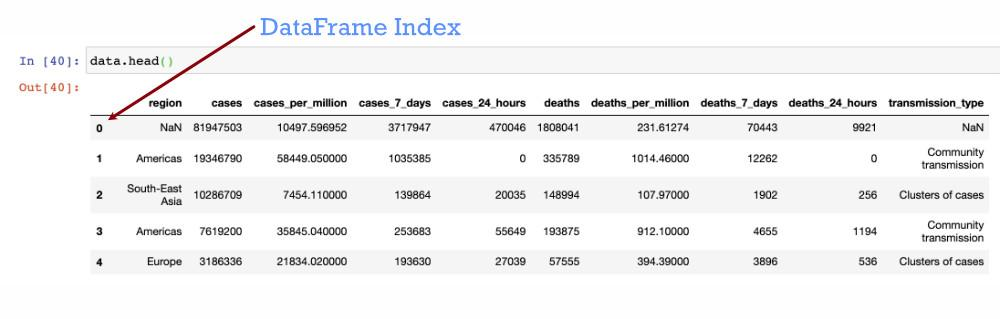 DataFrame Index
In [40]: data.head()
Out[40]:
region cases cases_per_million cases_7_days cases_24_hours deaths deaths_per_million deaths_7_days deaths_24_hours transmission_type
0 NaN 81947503 10497.596952 3717947 470046 1808041 231.61274 70443 9921 NaN
1 Americas 19346790 58449.050000 1035385 0 335789 1014.46000 12262 0 Community
transmission
2 South-East
Asia 10286709 7454.110000 139864 20035 148994 107.97000 1902 256 Clusters of cases
3 Americas 7619200 35845.040000 253683 55649 193875 912.10000 4655 1194 Community
transmission
4 Europe 3186336 21834.020000 193630 27039 57555 394.39000 3896 536 Clusters of cases